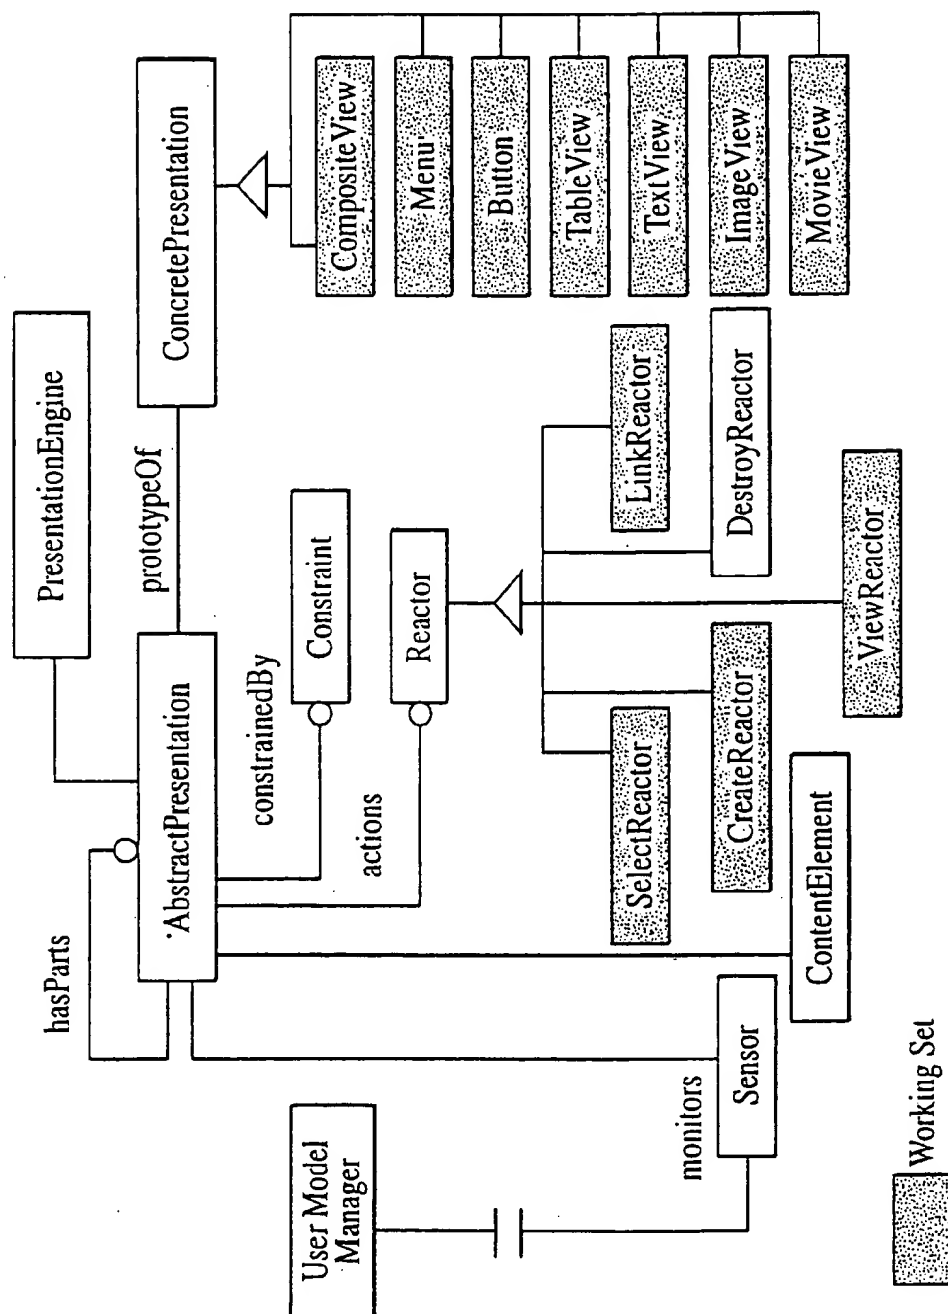 PresentationEngine
hasParts
AbstractPresentation
prototypeOf
ConcretePresentation
User Model
Manager
constrainedBy
Constraint
actions
Reactor
CompositeView
Menu
Button
TableView
TextView
ImageView
MovieView
monitors
Sensor
SelectReactor
LinkReactor
CreateReactor
DestroyReactor
ContentElement
ViewReactor
Working Set